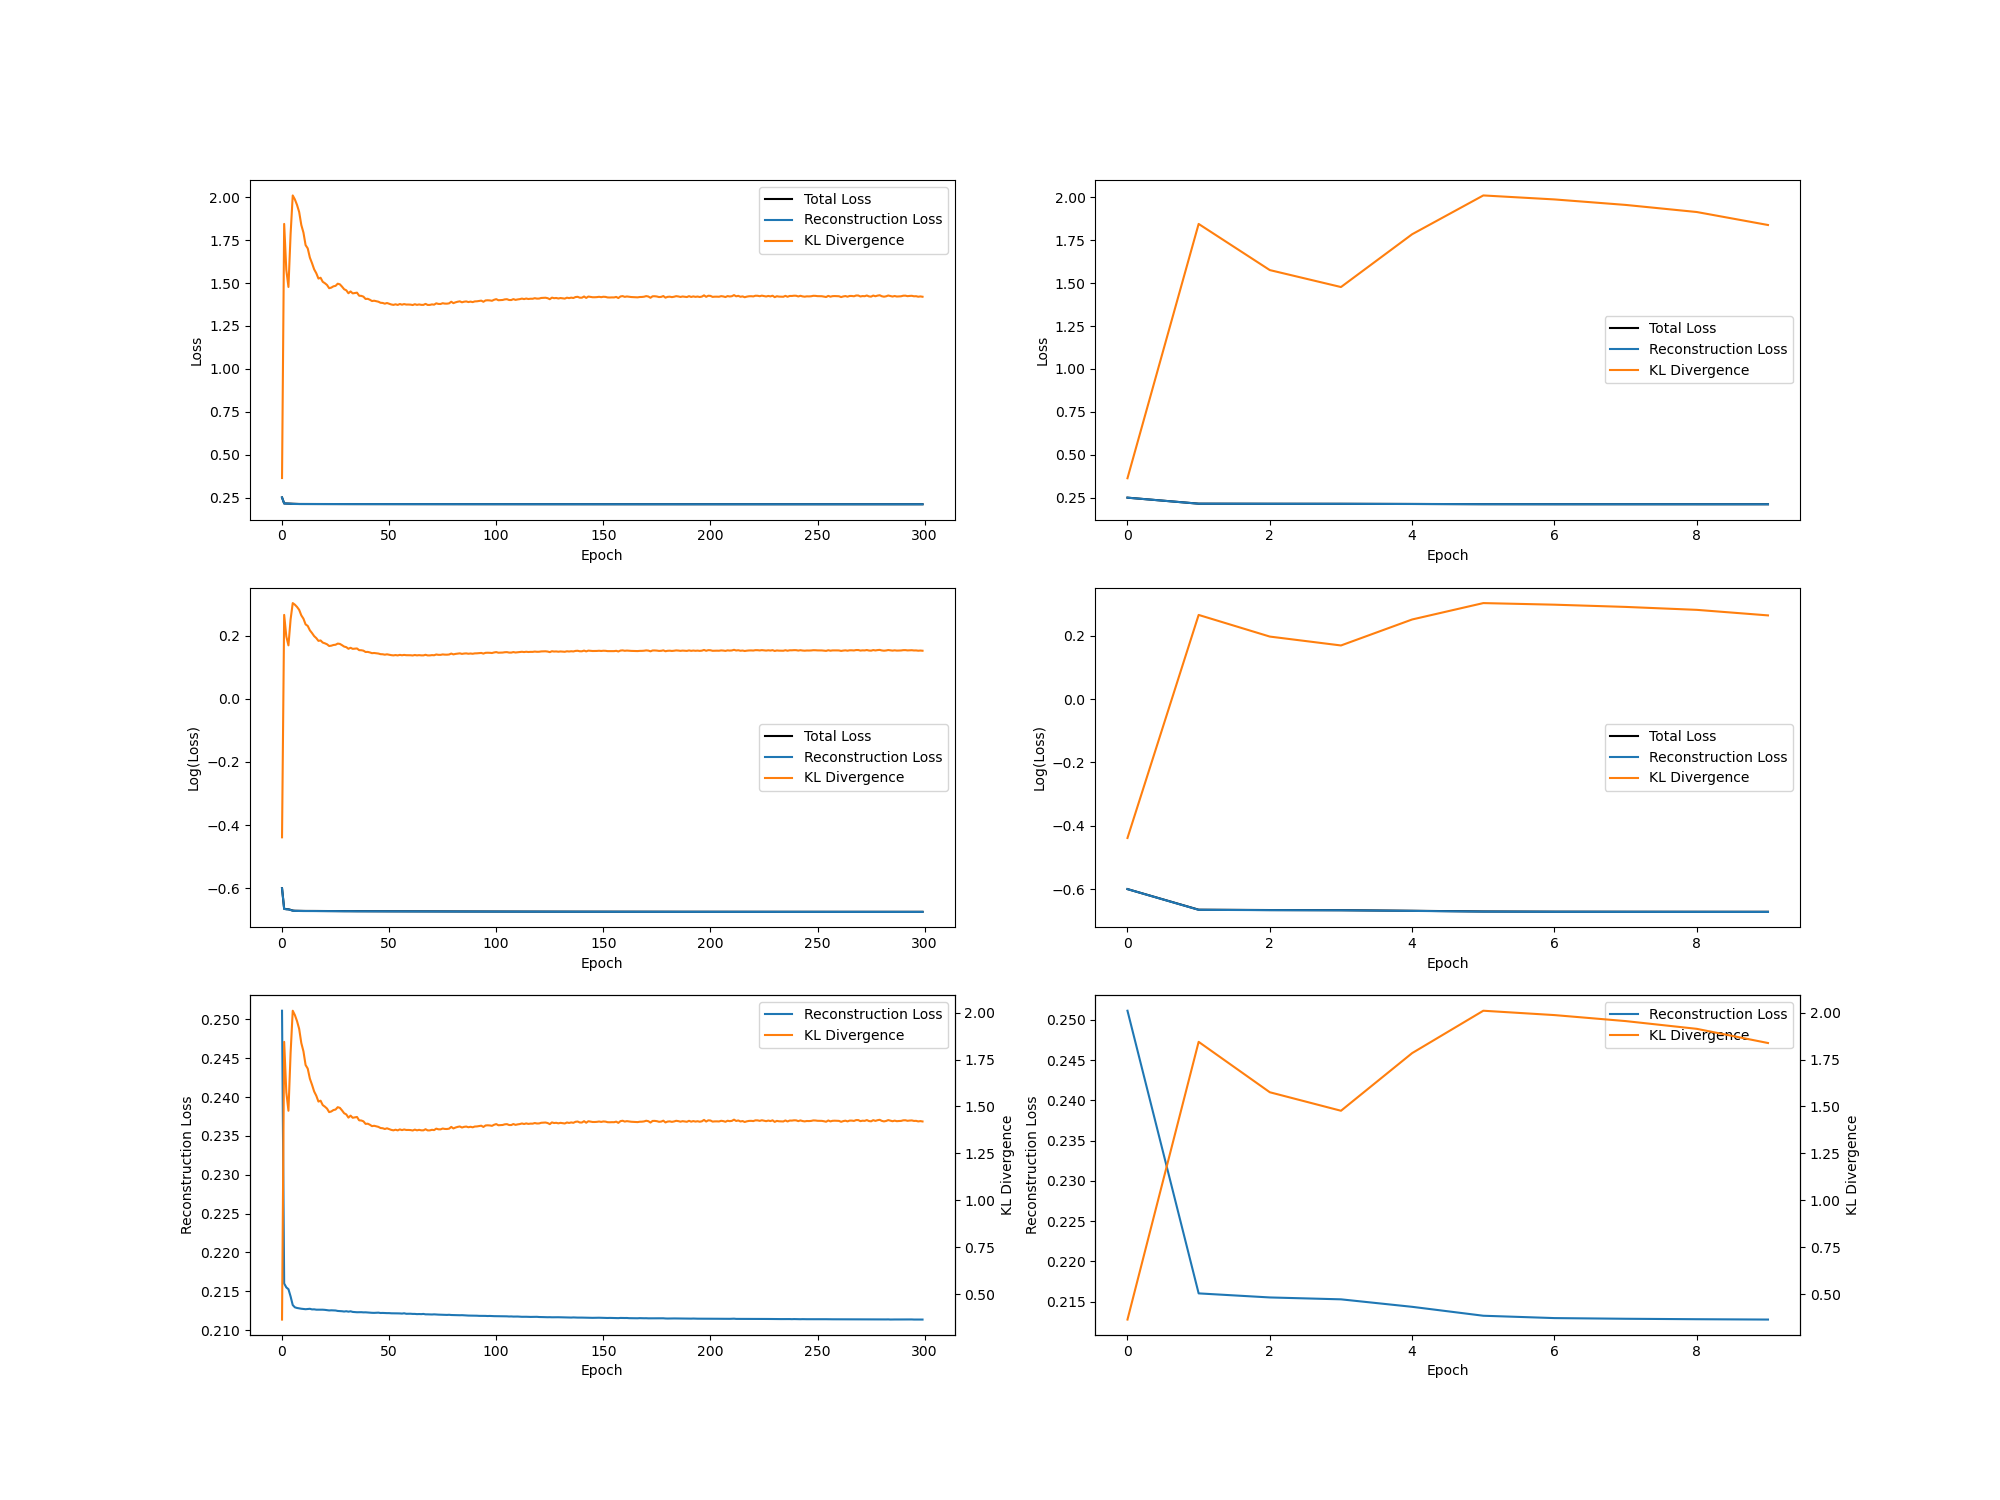 2.00
1.75
1.50
1.25
1.00
0.75
0.50
0.25
Loss
0 50 100 150 200 250 300
Epoch
Total Loss
Reconstruction Loss
KL Divergence
2.00
1.75
1.50
1.25
1.00
0.75
0.50
0.25
Loss
0 2 4 6 8
Epoch
Total Loss
Reconstruction Loss
KL Divergence
0.2
0.0
−0.2
−0.4
−0.6
Log(Loss)
0 50 100 150 200 250 300
Epoch
Total Loss
Reconstruction Loss
KL Divergence
0.2
0.0
−0.2
−0.4
−0.6
Log(Loss)
0 2 4 6 8
Epoch
Total Loss
Reconstruction Loss
KL Divergence
0.250
0.245
0.240
0.235
0.230
0.225
0.220
0.215
0.210
Reconstruction Loss
0 50 100 150 200 250 300
Epoch
Reconstruction Loss
KL Divergence
2.00
1.75
1.50
1.25
1.00
0.75
0.50
KL Divergence
0.250
0.245
0.240
0.235
0.230
0.225
0.220
0.215
Reconstruction Loss
0 2 4 6 8
Epoch
Reconstruction Loss
KL Divergence
2.00
1.75
1.50
1.25
1.00
0.75
0.50
KL Divergence